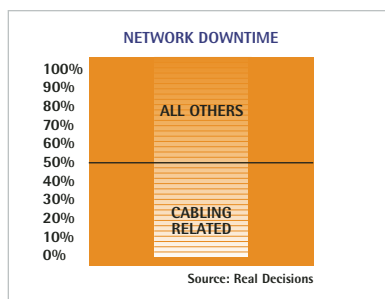 NETWORK DOWNTIME
100%
90%
80%
70%
60%
50%
40%
30%
20%
10%
0%
ALL OTHERS
CABLING
RELATED
Source: Real Decisions